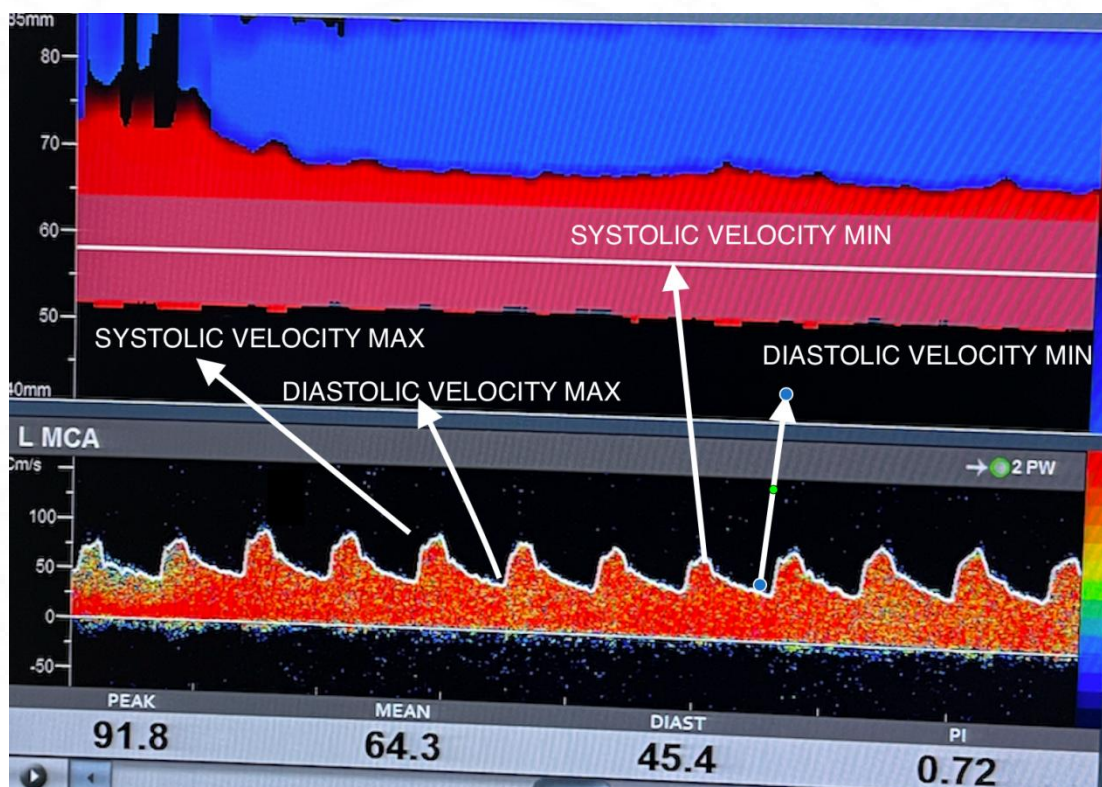 85mm
80
70
60
SYSTOLIC VELOCITY MIN
50
SYSTOLIC VELOCITY MAX
DIASTOLIC VELOCITY MIN
DIASTOLIC VELOCITY MAX
40mm
L MCA
Cm/s
2 PW
100
50
0
-50
PEAK MEAN DIAST PI
91.8 64.3 45.4 0.72